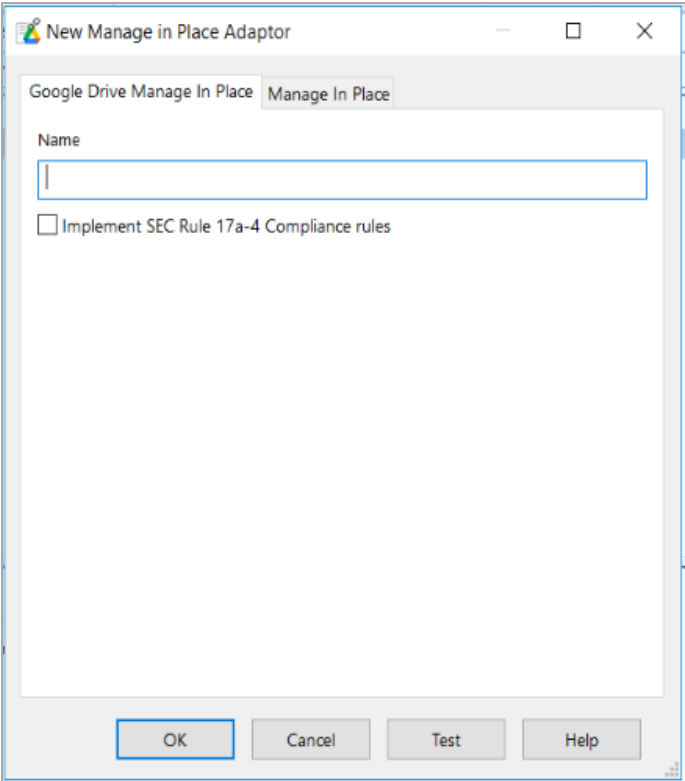 New Manage in Place Adaptor
Google Drive Manage In Place Manage In Place
Name
Implement SEC Rule 17a-4 Compliance rules
OK Cancel Test Help